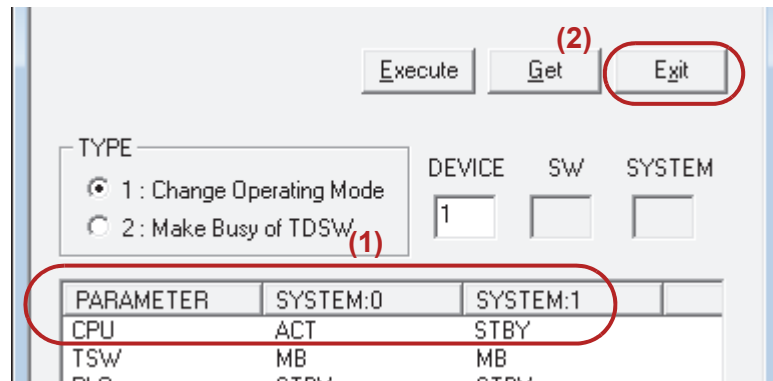 (2)
Execute Get Exit
TYPE
1 : Change Operating Mode
2 : Make Busy of TDSW
DEVICE SW SYSTEM
1
(1)
PARAMETER SYSTEM:0 SYSTEM:1
CPU ACT STBY
TSW MB MB